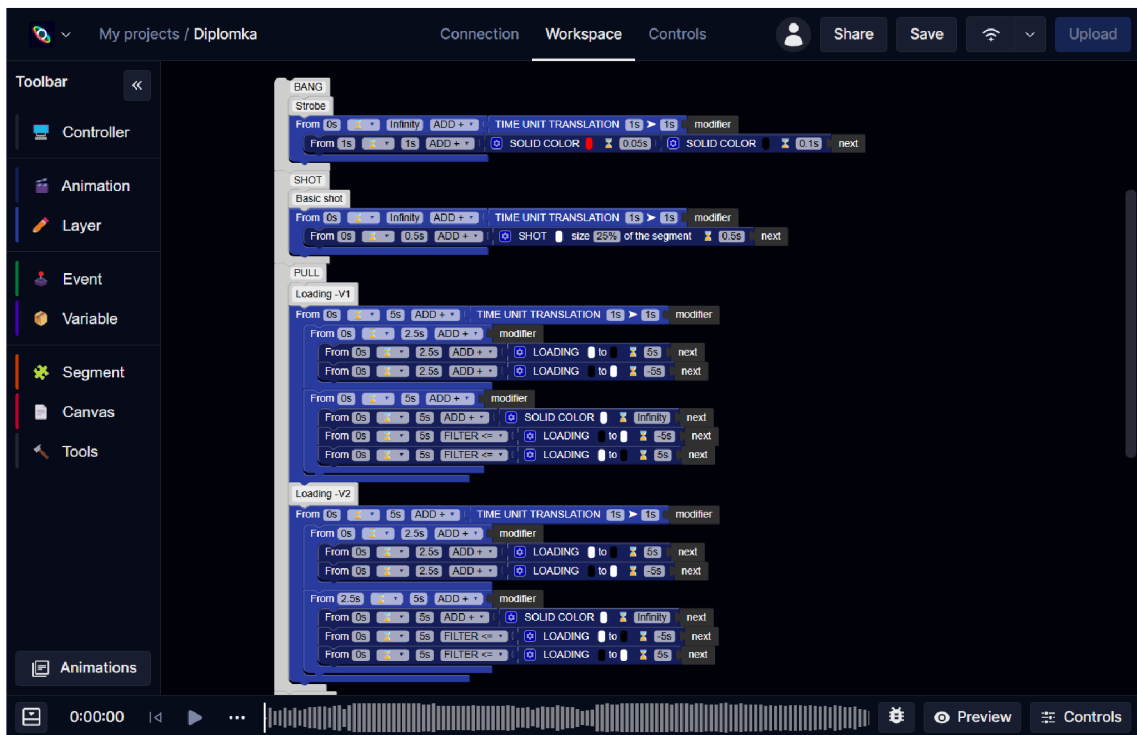 My projects / Diplomka Connection Workspace Controls Share Save Upload
Toolbar
Controller
Animation
Layer
Event
Variable
Segment
Canvas
Tools
Animations
BANG
Strobe
From 0s Infinity ADD + TIME UNIT TRANSLATION 1s ➤ 1s modifier
From 1s 1s ADD + SOLID COLOR 0.05s SOLID COLOR 0.1s next
SHOT
Basic shot
From 0s Infinity ADD + TIME UNIT TRANSLATION 1s ➤ 1s modifier
From 0s 0.5s ADD + SHOT size 25% of the segment 0.5s next
PULL
Loading -V1
From 0s 5s ADD + TIME UNIT TRANSLATION 1s ➤ 1s modifier
From 0s 2.5s ADD + modifier
From 0s 2.5s ADD + LOADING to 5s next
From 0s 2.5s ADD + LOADING to -5s next
From 0s 5s ADD + modifier
From 0s 5s ADD + SOLID COLOR Infinity next
From 0s 5s FILTER <= LOADING to -5s next
From 0s 5s FILTER <= LOADING to 5s next
Loading -V2
From 0s 5s ADD + TIME UNIT TRANSLATION 1s ➤ 1s modifier
From 0s 2.5s ADD + modifier
From 0s 2.5s ADD + LOADING to 5s next
From 0s 2.5s ADD + LOADING to -5s next
From 2.5s 5s ADD + modifier
From 0s 5s ADD + SOLID COLOR Infinity next
From 0s 5s FILTER <= LOADING to -5s next
From 0s 5s FILTER <= LOADING to 5s next
0:00:00 Preview Controls